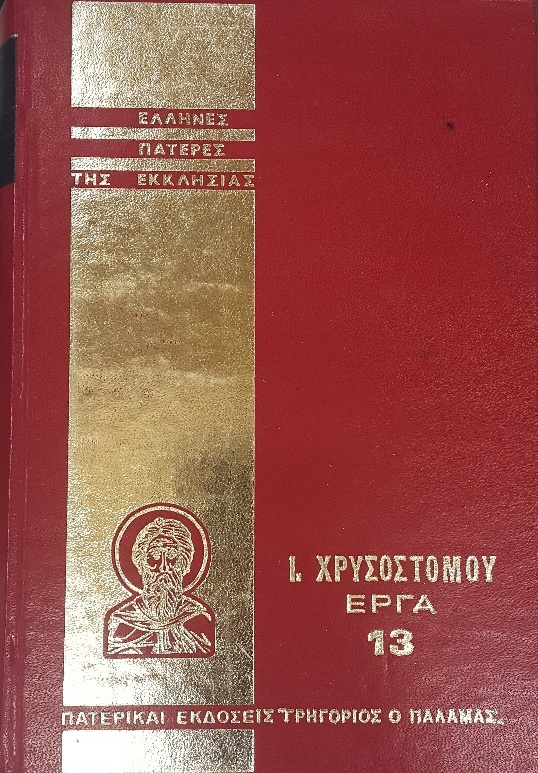 ΕΛΛΗΝΕΣ
ΠΑΤΕΡΕΣ
ΤΗΣ ΕΚΚΛΗΣΙΑΣ
Ι. ΧΡΥΣΟΣΤΟΜΟΥ
ΕΡΓΑ
13
ΠΑΤΕΡΙΚΑΙ ΕΚΔΟΣΕΙΣ "ΓΡΗΓΟΡΙΟΣ Ο ΠΑΛΑΜΑΣ"